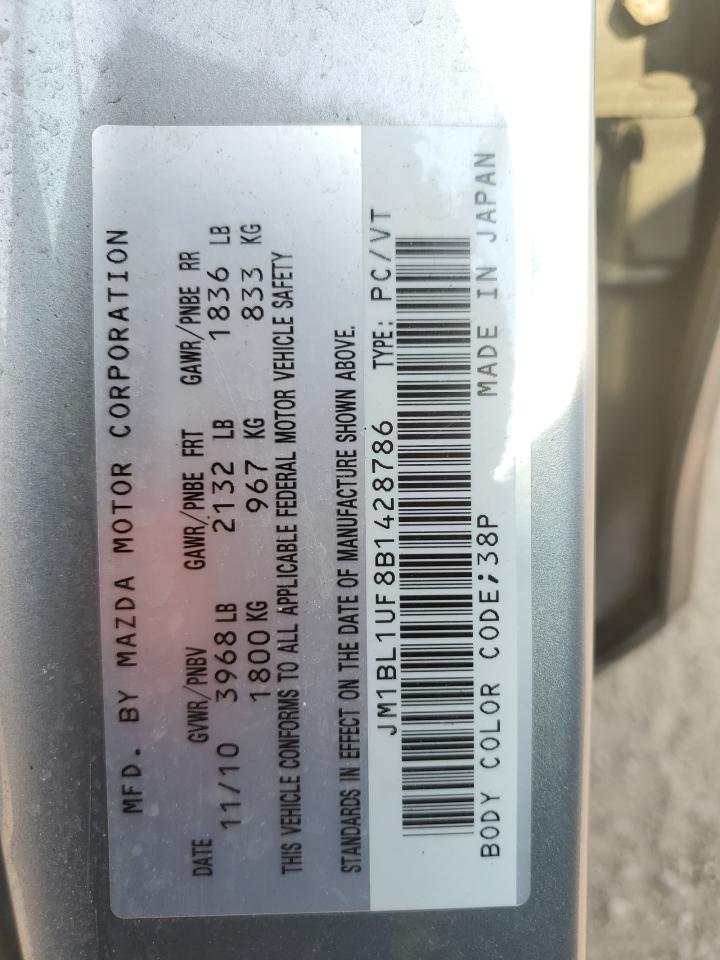 MFD. BY MAZDA MOTOR CORPORATION
DATE GVWR/PNBV GAWR/PNBE FRT GAWR/PNBE RR
11/10 3968 LB 2132 LB 1836 LB
1800 KG 967 KG 833 KG
THIS VEHICLE CONFORMS TO ALL APPLICABLE FEDERAL MOTOR VEHICLE SAFETY
STANDARDS IN EFFECT ON THE DATE OF MANUFACTURE SHOWN ABOVE.
JM1BL1UF8B1428786 TYPE: PC/VT
BODY COLOR CODE;38P MADE IN JAPAN